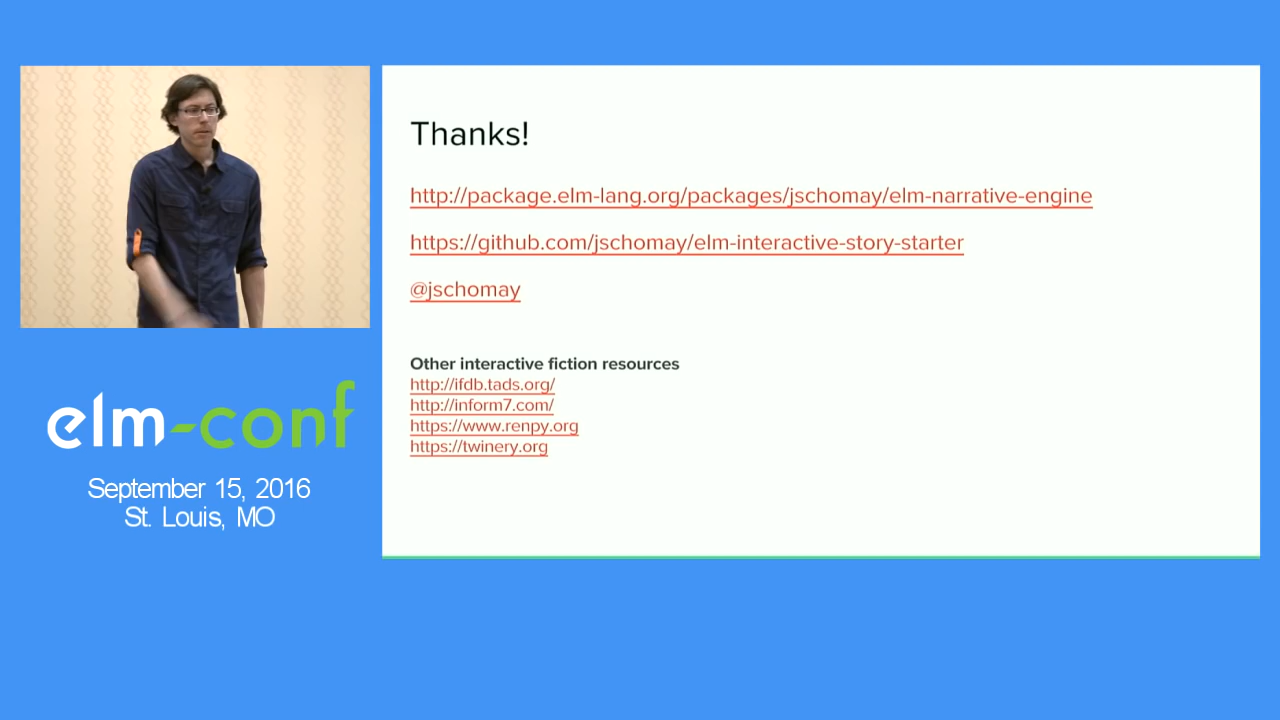 Thanks!
http://package.elm-lang.org/packages/jschomay/elm-narrative-engine
https://github.com/jschomay/elm-interactive-story-starter
@jschomay
Other interactive fiction resources
http://ifdb.tads.org/
http://inform7.com/
https://www.renpy.org
https://twinery.org
elm-conf
September 15, 2016
St. Louis, MO